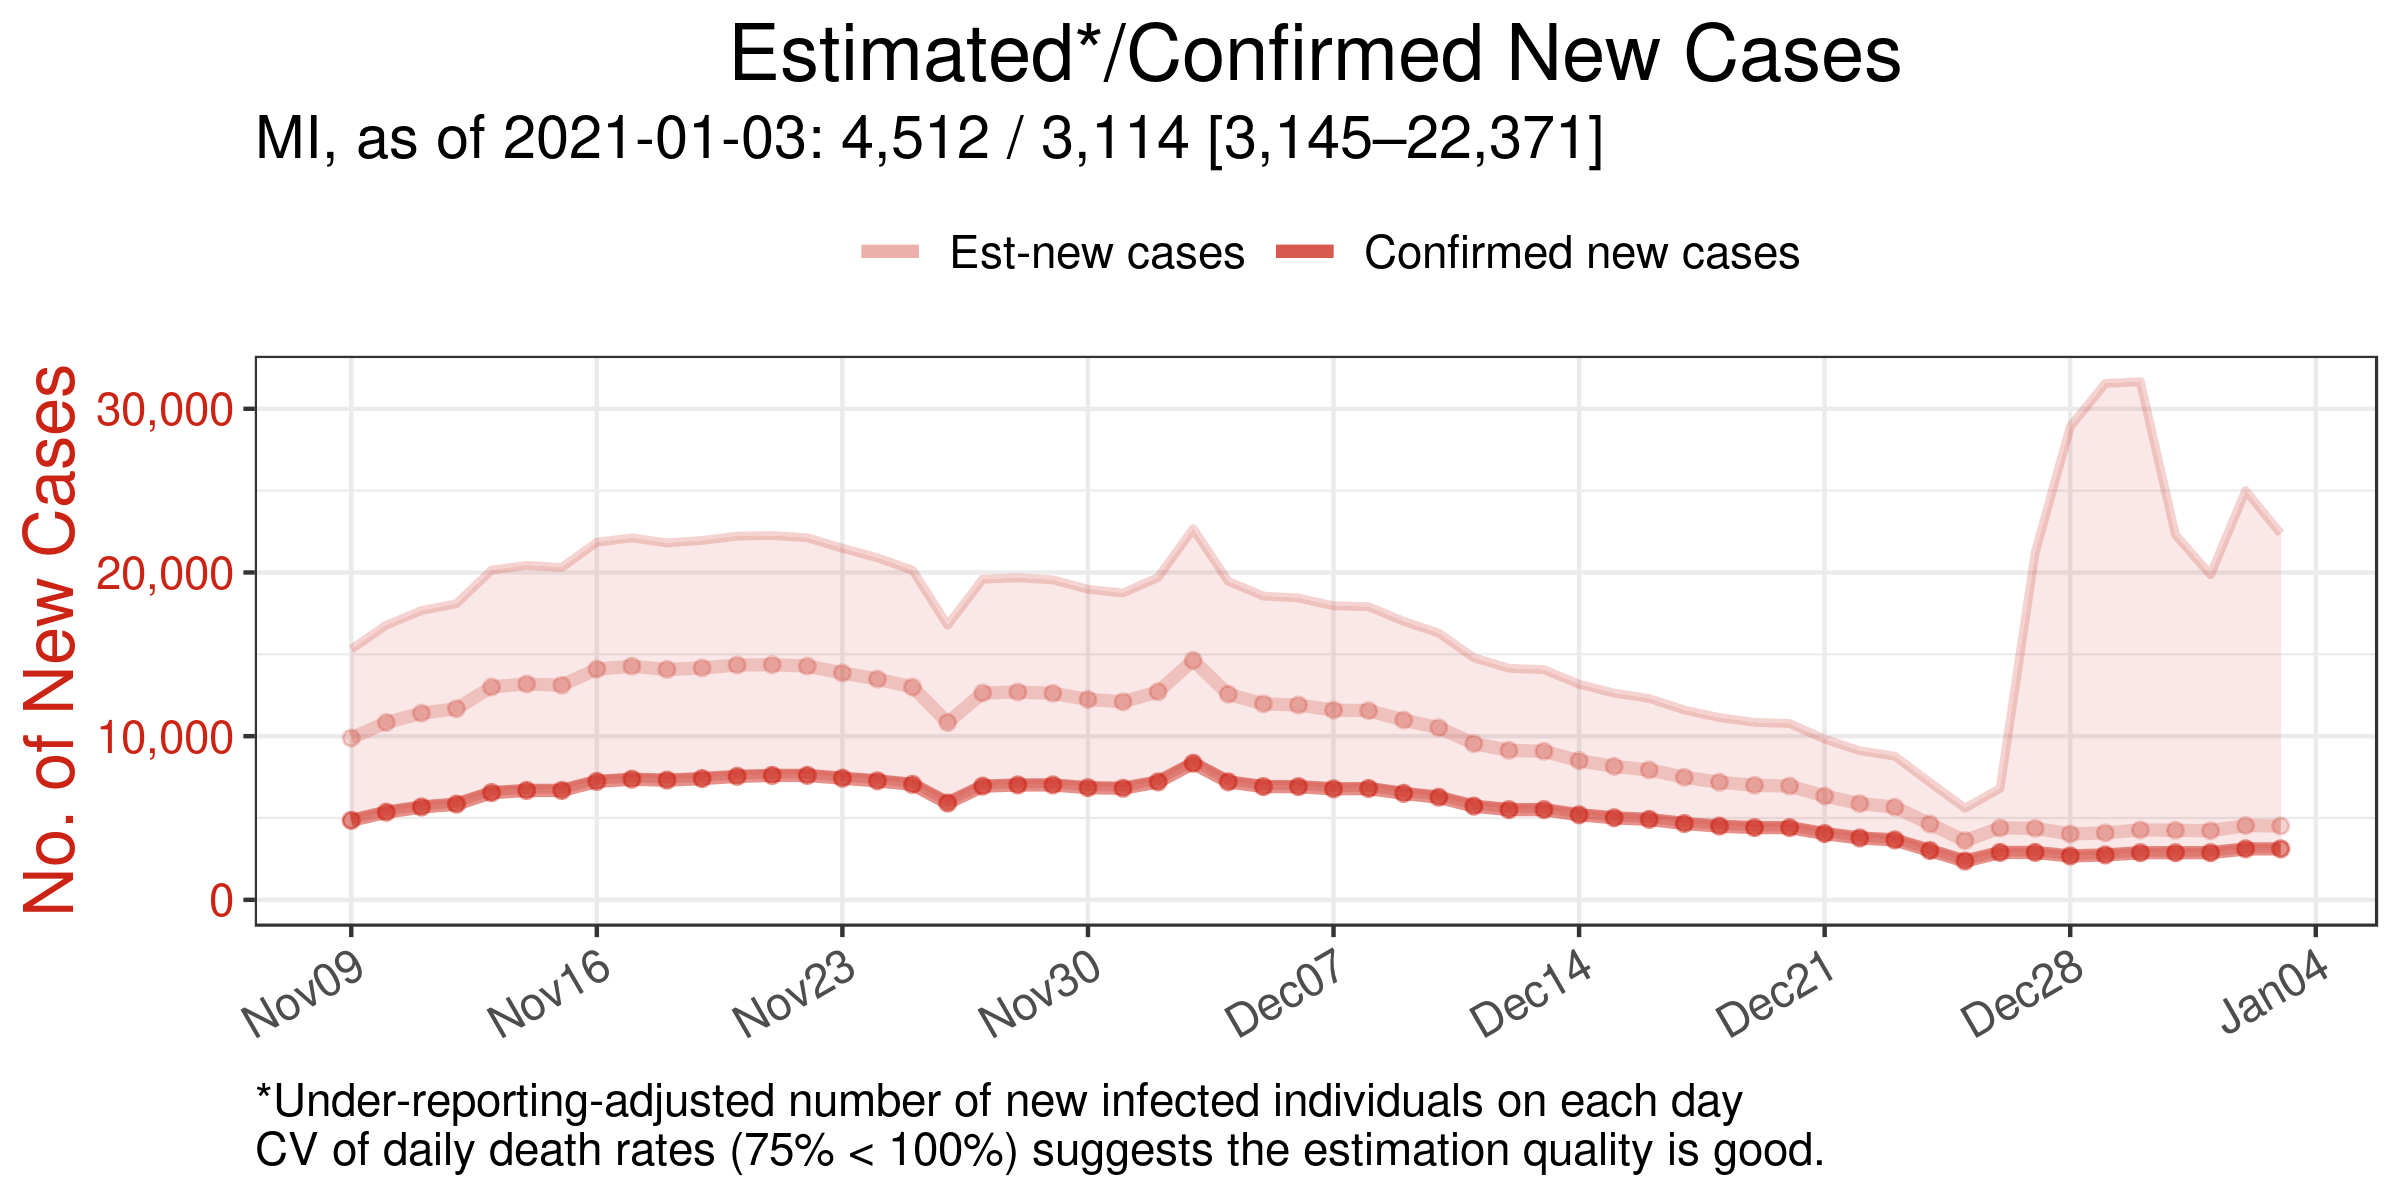 Estimated*/Confirmed New Cases
MI, as of 2021-01-03: 4,512 / 3,114 [3,145–22,371]
Est-new cases
Confirmed new cases
No. of New Cases
30,000
20,000
10,000
0
Nov09
Nov16
Nov23
Nov30
Dec07
Dec14
Dec21
Dec28
Jan04
*Under-reporting-adjusted number of new infected individuals on each day
CV of daily death rates (75% < 100%) suggests the estimation quality is good.